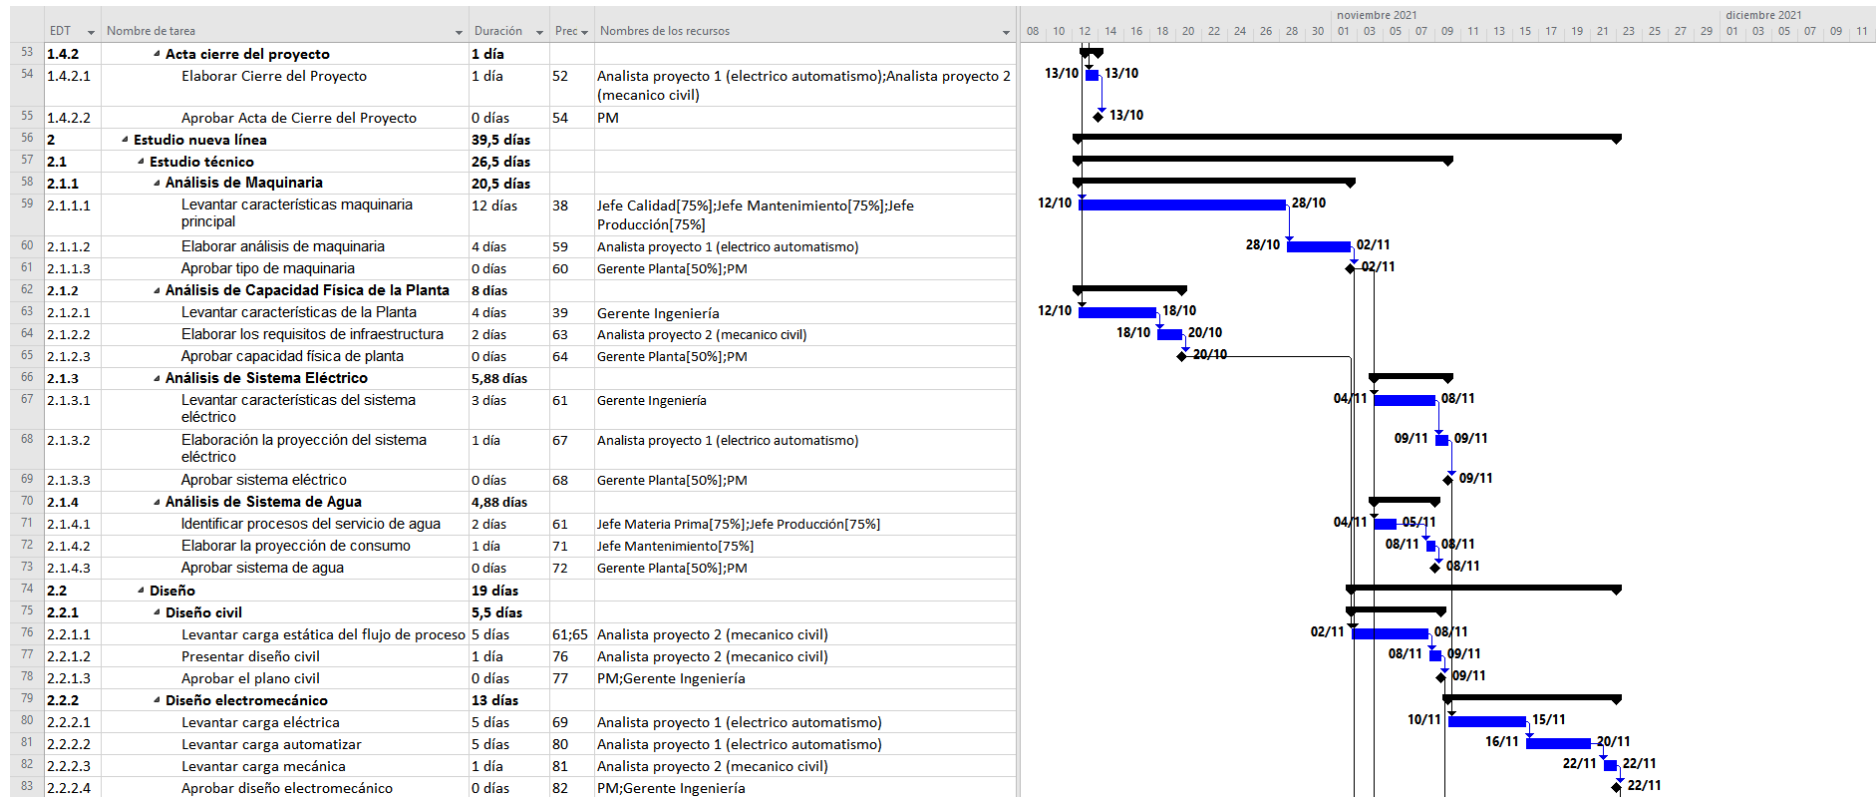 noviembre 2021 diciembre 2021
EDT Nombre de tarea Duración Prec Nombres de los recursos 08 10 12 14 16 18 20 22 24 26 28 30 01 03 05 07 09 11 13 15 17 19 21 23 25 27 29 01 03 05 07 09 11
53 1.4.2 Acta cierre del proyecto 1 día
54 1.4.2.1 Elaborar Cierre del Proyecto 1 día 52 Analista proyecto 1 (electrico automatismo);Analista proyecto 2 13/10 13/10
(mecanico civil)
55 1.4.2.2 Aprobar Acta de Cierre del Proyecto 0 días 54 PM 13/10
56 2 Estudio nueva línea 39,5 días
57 2.1 Estudio técnico 26,5 días
58 2.1.1 Análisis de Maquinaria 20,5 días
59 2.1.1.1 Levantar características maquinaria 12 días 38 Jefe Calidad[75%];Jefe Mantenimiento[75%];Jefe 12/10 28/10
principal Producción[75%]
60 2.1.1.2 Elaborar análisis de maquinaria 4 días 59 Analista proyecto 1 (electrico automatismo) 28/10 02/11
61 2.1.1.3 Aprobar tipo de maquinaria 0 días 60 Gerente Planta[50%];PM 02/11
62 2.1.2 Análisis de Capacidad Física de la Planta 8 días
63 2.1.2.1 Levantar características de la Planta 4 días 39 Gerente Ingeniería 12/10 18/10
64 2.1.2.2 Elaborar los requisitos de infraestructura 2 días 63 Analista proyecto 2 (mecanico civil) 18/10 20/10
65 2.1.2.3 Aprobar capacidad física de planta 0 días 64 Gerente Planta[50%];PM 20/10
66 2.1.3 Análisis de Sistema Eléctrico 5,88 días
67 2.1.3.1 Levantar características del sistema 3 días 61 Gerente Ingeniería 04/11 08/11
eléctrico
68 2.1.3.2 Elaboración la proyección del sistema 1 día 67 Analista proyecto 1 (electrico automatismo) 09/11 09/11
eléctrico
69 2.1.3.3 Aprobar sistema eléctrico 0 días 68 Gerente Planta[50%];PM 09/11
70 2.1.4 Análisis de Sistema de Agua 4,88 días
71 2.1.4.1 Identificar procesos del servicio de agua 2 días 61 Jefe Materia Prima[75%];Jefe Producción[75%] 04/11 05/11
72 2.1.4.2 Elaborar la proyección de consumo 1 día 71 Jefe Mantenimiento[75%] 08/11 08/11
73 2.1.4.3 Aprobar sistema de agua 0 días 72 Gerente Planta[50%];PM 08/11
74 2.2 Diseño 19 días
75 2.2.1 Diseño civil 5,5 días
76 2.2.1.1 Levantar carga estática del flujo de proceso 5 días 61;65 Analista proyecto 2 (mecanico civil) 02/11 08/11
77 2.2.1.2 Presentar diseño civil 1 día 76 Analista proyecto 2 (mecanico civil) 08/11 09/11
78 2.2.1.3 Aprobar el plano civil 0 días 77 PM;Gerente Ingeniería 09/11
79 2.2.2 Diseño electromecánico 13 días
80 2.2.2.1 Levantar carga eléctrica 5 días 69 Analista proyecto 1 (electrico automatismo) 10/11 15/11
81 2.2.2.2 Levantar carga automatizar 5 días 80 Analista proyecto 1 (electrico automatismo) 16/11 20/11
82 2.2.2.3 Levantar carga mecánica 1 día 81 Analista proyecto 2 (mecanico civil) 22/11 22/11
83 2.2.2.4 Aprobar diseño electromecánico 0 días 82 PM;Gerente Ingeniería 22/11